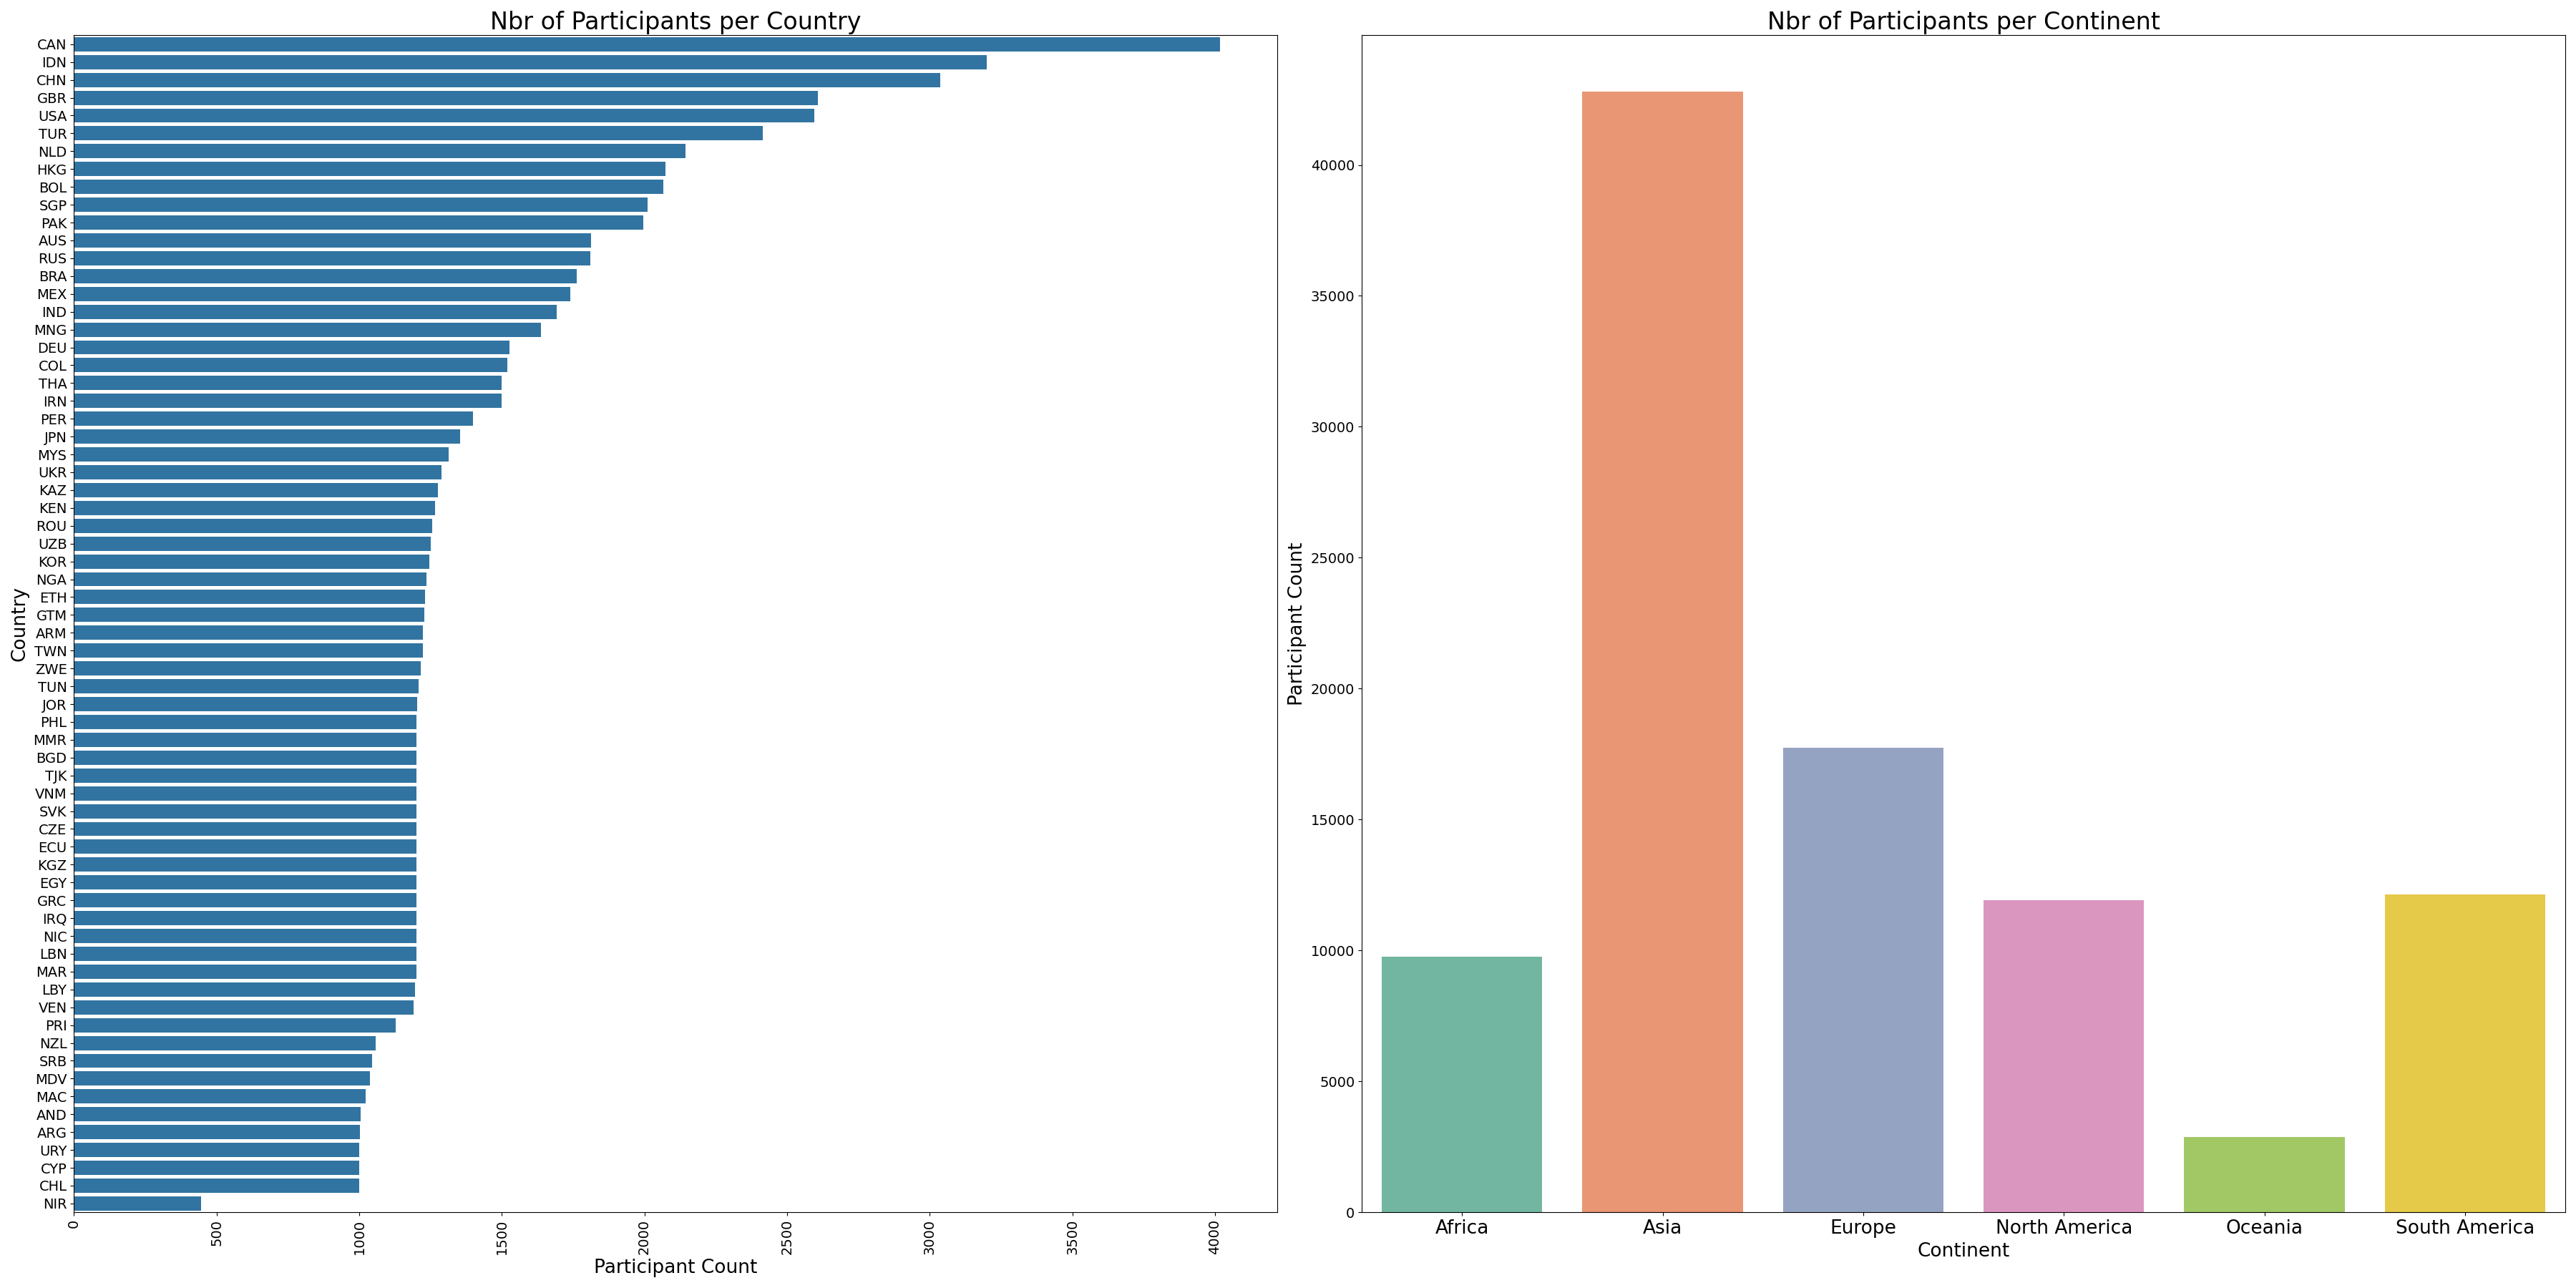 Nbr of Participants per Country
CAN
IDN
CHN
GBR
USA
TUR
NLD
HKG
BOL
SGP
PAK
AUS
RUS
BRA
MEX
IND
MNG
DEU
COL
THA
IRN
PER
JPN
MYS
UKR
KAZ
KEN
ROU
UZB
KOR
NGA
ETH
GTM
ARM
TWN
ZWE
TUN
JOR
PHL
MMR
BGD
TJK
VNM
SVK
CZE
ECU
KGZ
EGY
GRC
IRQ
NIC
LBN
MAR
LBY
VEN
PRI
NZL
SRB
MDV
MAC
AND
ARG
URY
CYP
CHL
NIR
Country
0 500 1000 1500 2000 2500 3000 3500 4000
Participant Count
Nbr of Participants per Continent
40000
35000
30000
25000
20000
15000
10000
5000
0
Participant Count
Africa Asia Europe North America Oceania South America
Continent